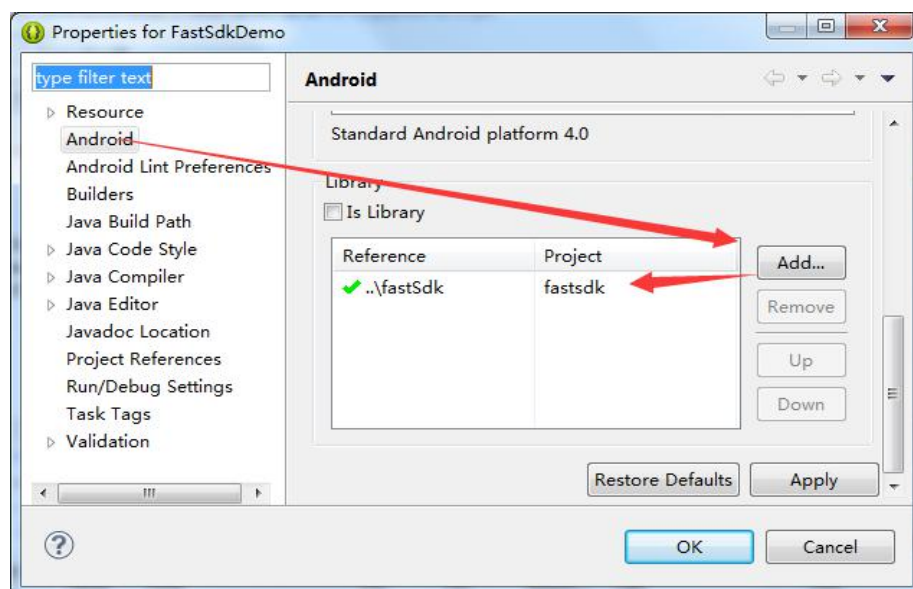 Properties for FastSdkDemo
type filter text
Resource
Android
Android Lint Preferences
Builders
Java Build Path
Java Code Style
Java Compiler
Java Editor
Javadoc Location
Project References
Run/Debug Settings
Task Tags
Validation
Android
Standard Android platform 4.0
Library
Is Library
Reference Project
..\fastSdk fastsdk
Add...
Remove
Up
Down
Restore Defaults Apply
OK Cancel